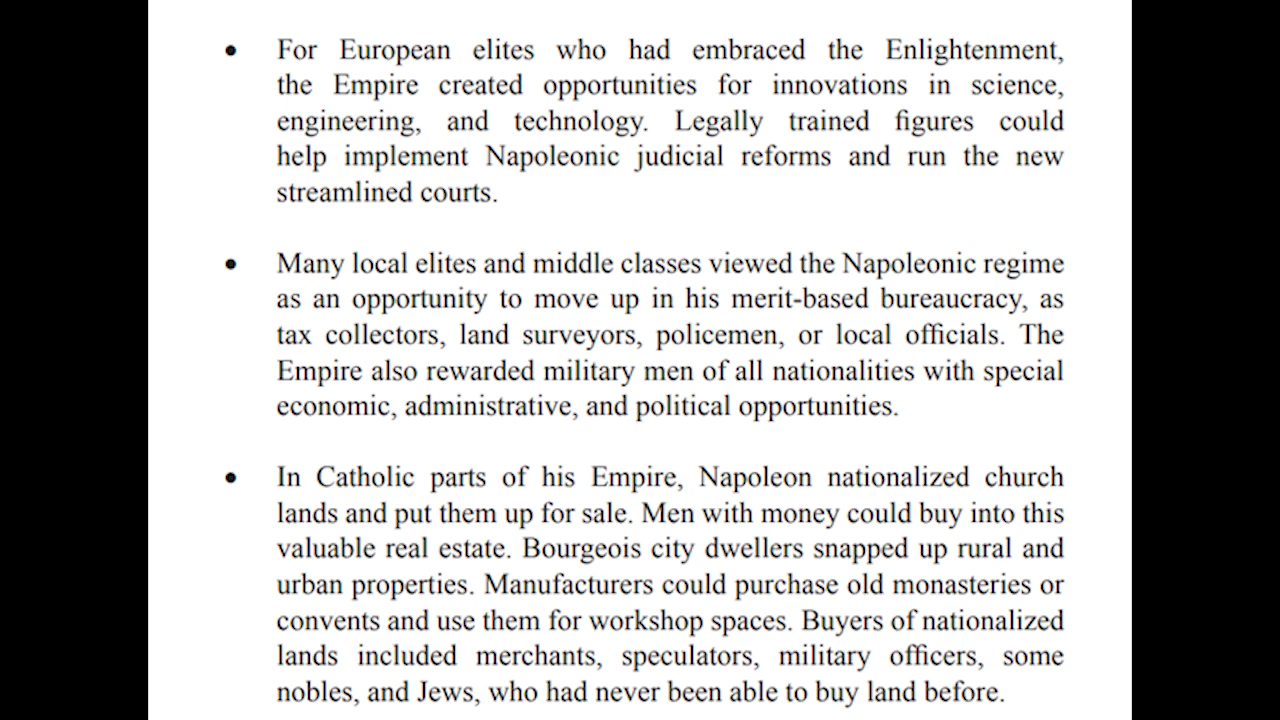 • For European elites who had embraced the Enlightenment,
the Empire created opportunities for innovations in science,
engineering, and technology. Legally trained figures could
help implement Napoleonic judicial reforms and run the new
streamlined courts.
• Many local elites and middle classes viewed the Napoleonic regime
as an opportunity to move up in his merit-based bureaucracy, as
tax collectors, land surveyors, policemen, or local officials. The
Empire also rewarded military men of all nationalities with special
economic, administrative, and political opportunities.
• In Catholic parts of his Empire, Napoleon nationalized church
lands and put them up for sale. Men with money could buy into this
valuable real estate. Bourgeois city dwellers snapped up rural and
urban properties. Manufacturers could purchase old monasteries or
convents and use them for workshop spaces. Buyers of nationalized
lands included merchants, speculators, military officers, some
nobles, and Jews, who had never been able to buy land before.